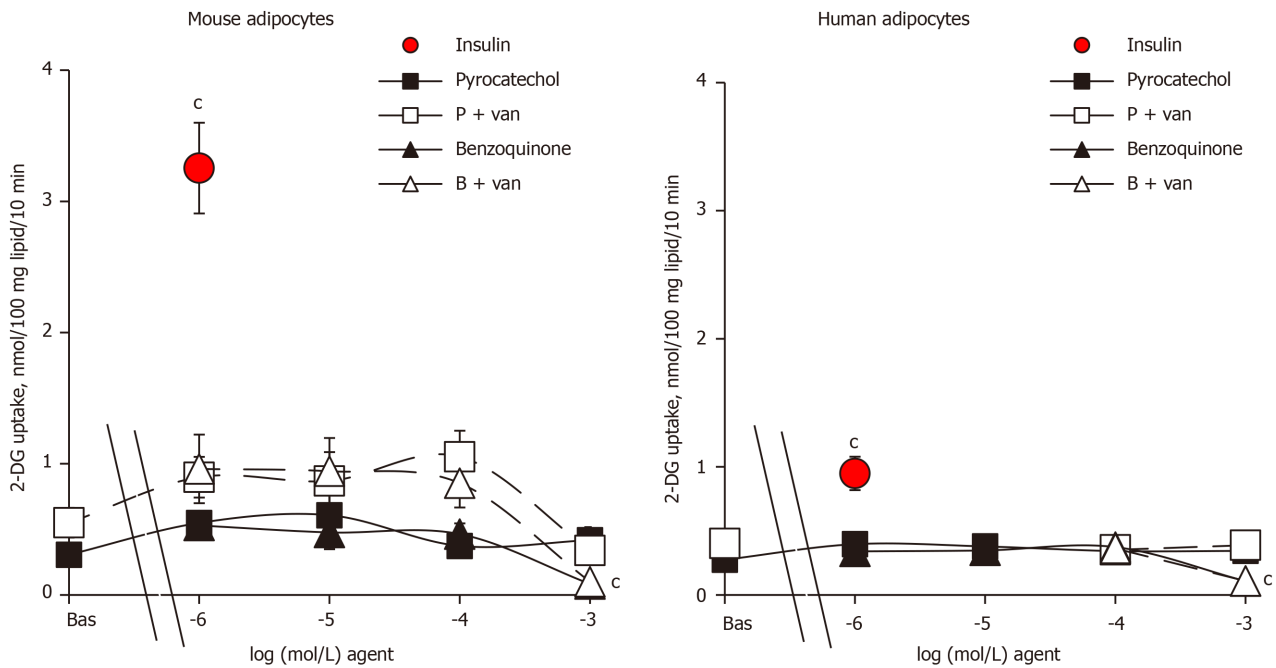 Mouse adipocytes
Insulin
Pyrocatechol
P + van
Benzoquinone
B + van
2-DG uptake, nmol/100 mg lipid/10 min
4
3
2
1
0
c
c
Bas
-6
-5
-4
-3
log (mol/L) agent
Human adipocytes
Insulin
Pyrocatechol
P + van
Benzoquinone
B + van
2-DG uptake, nmol/100 mg lipid/10 min
4
3
2
1
0
c
c
Bas
-6
-5
-4
-3
log (mol/L) agent